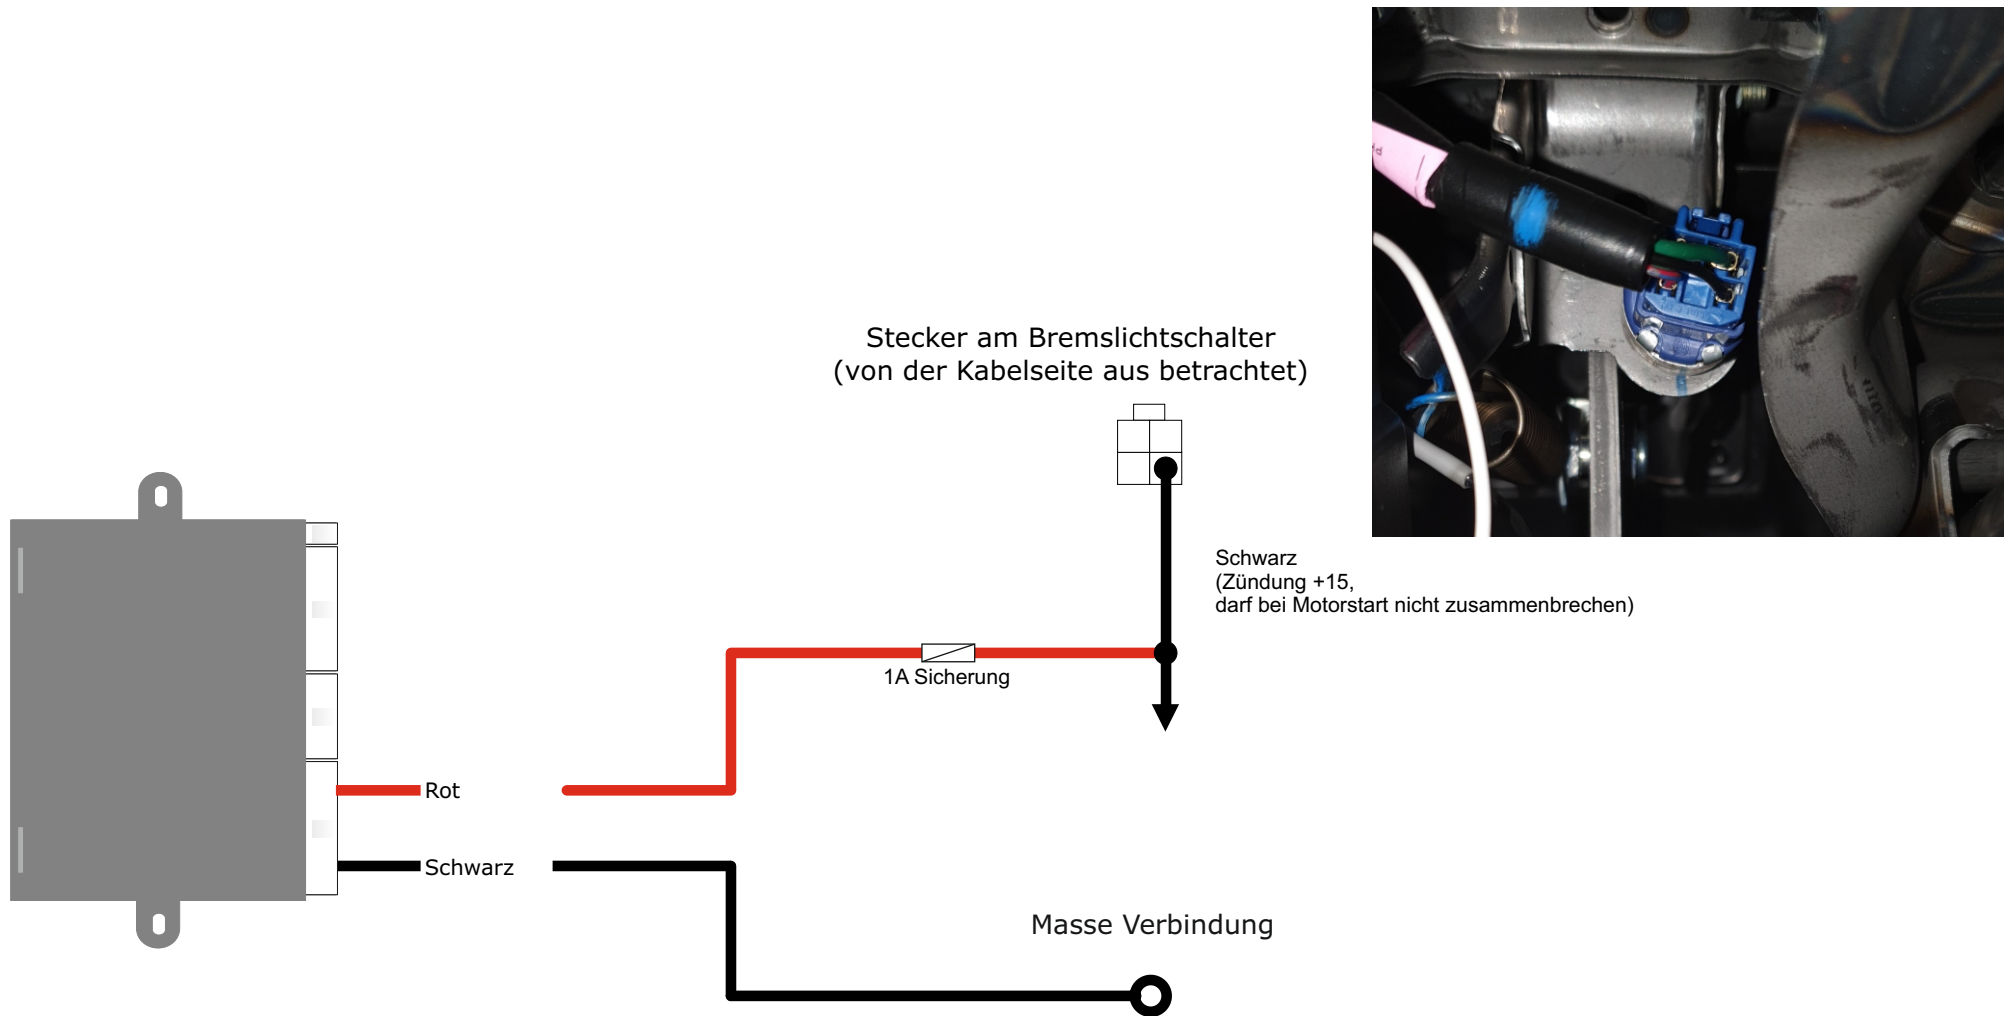 Stecker am Bremslichtschalter
(von der Kabelseite aus betrachtet)
Schwarz
(Zündung +15,
darf bei Motorstart nicht zusammenbrechen)
1A Sicherung
Rot
Schwarz
Masse Verbindung